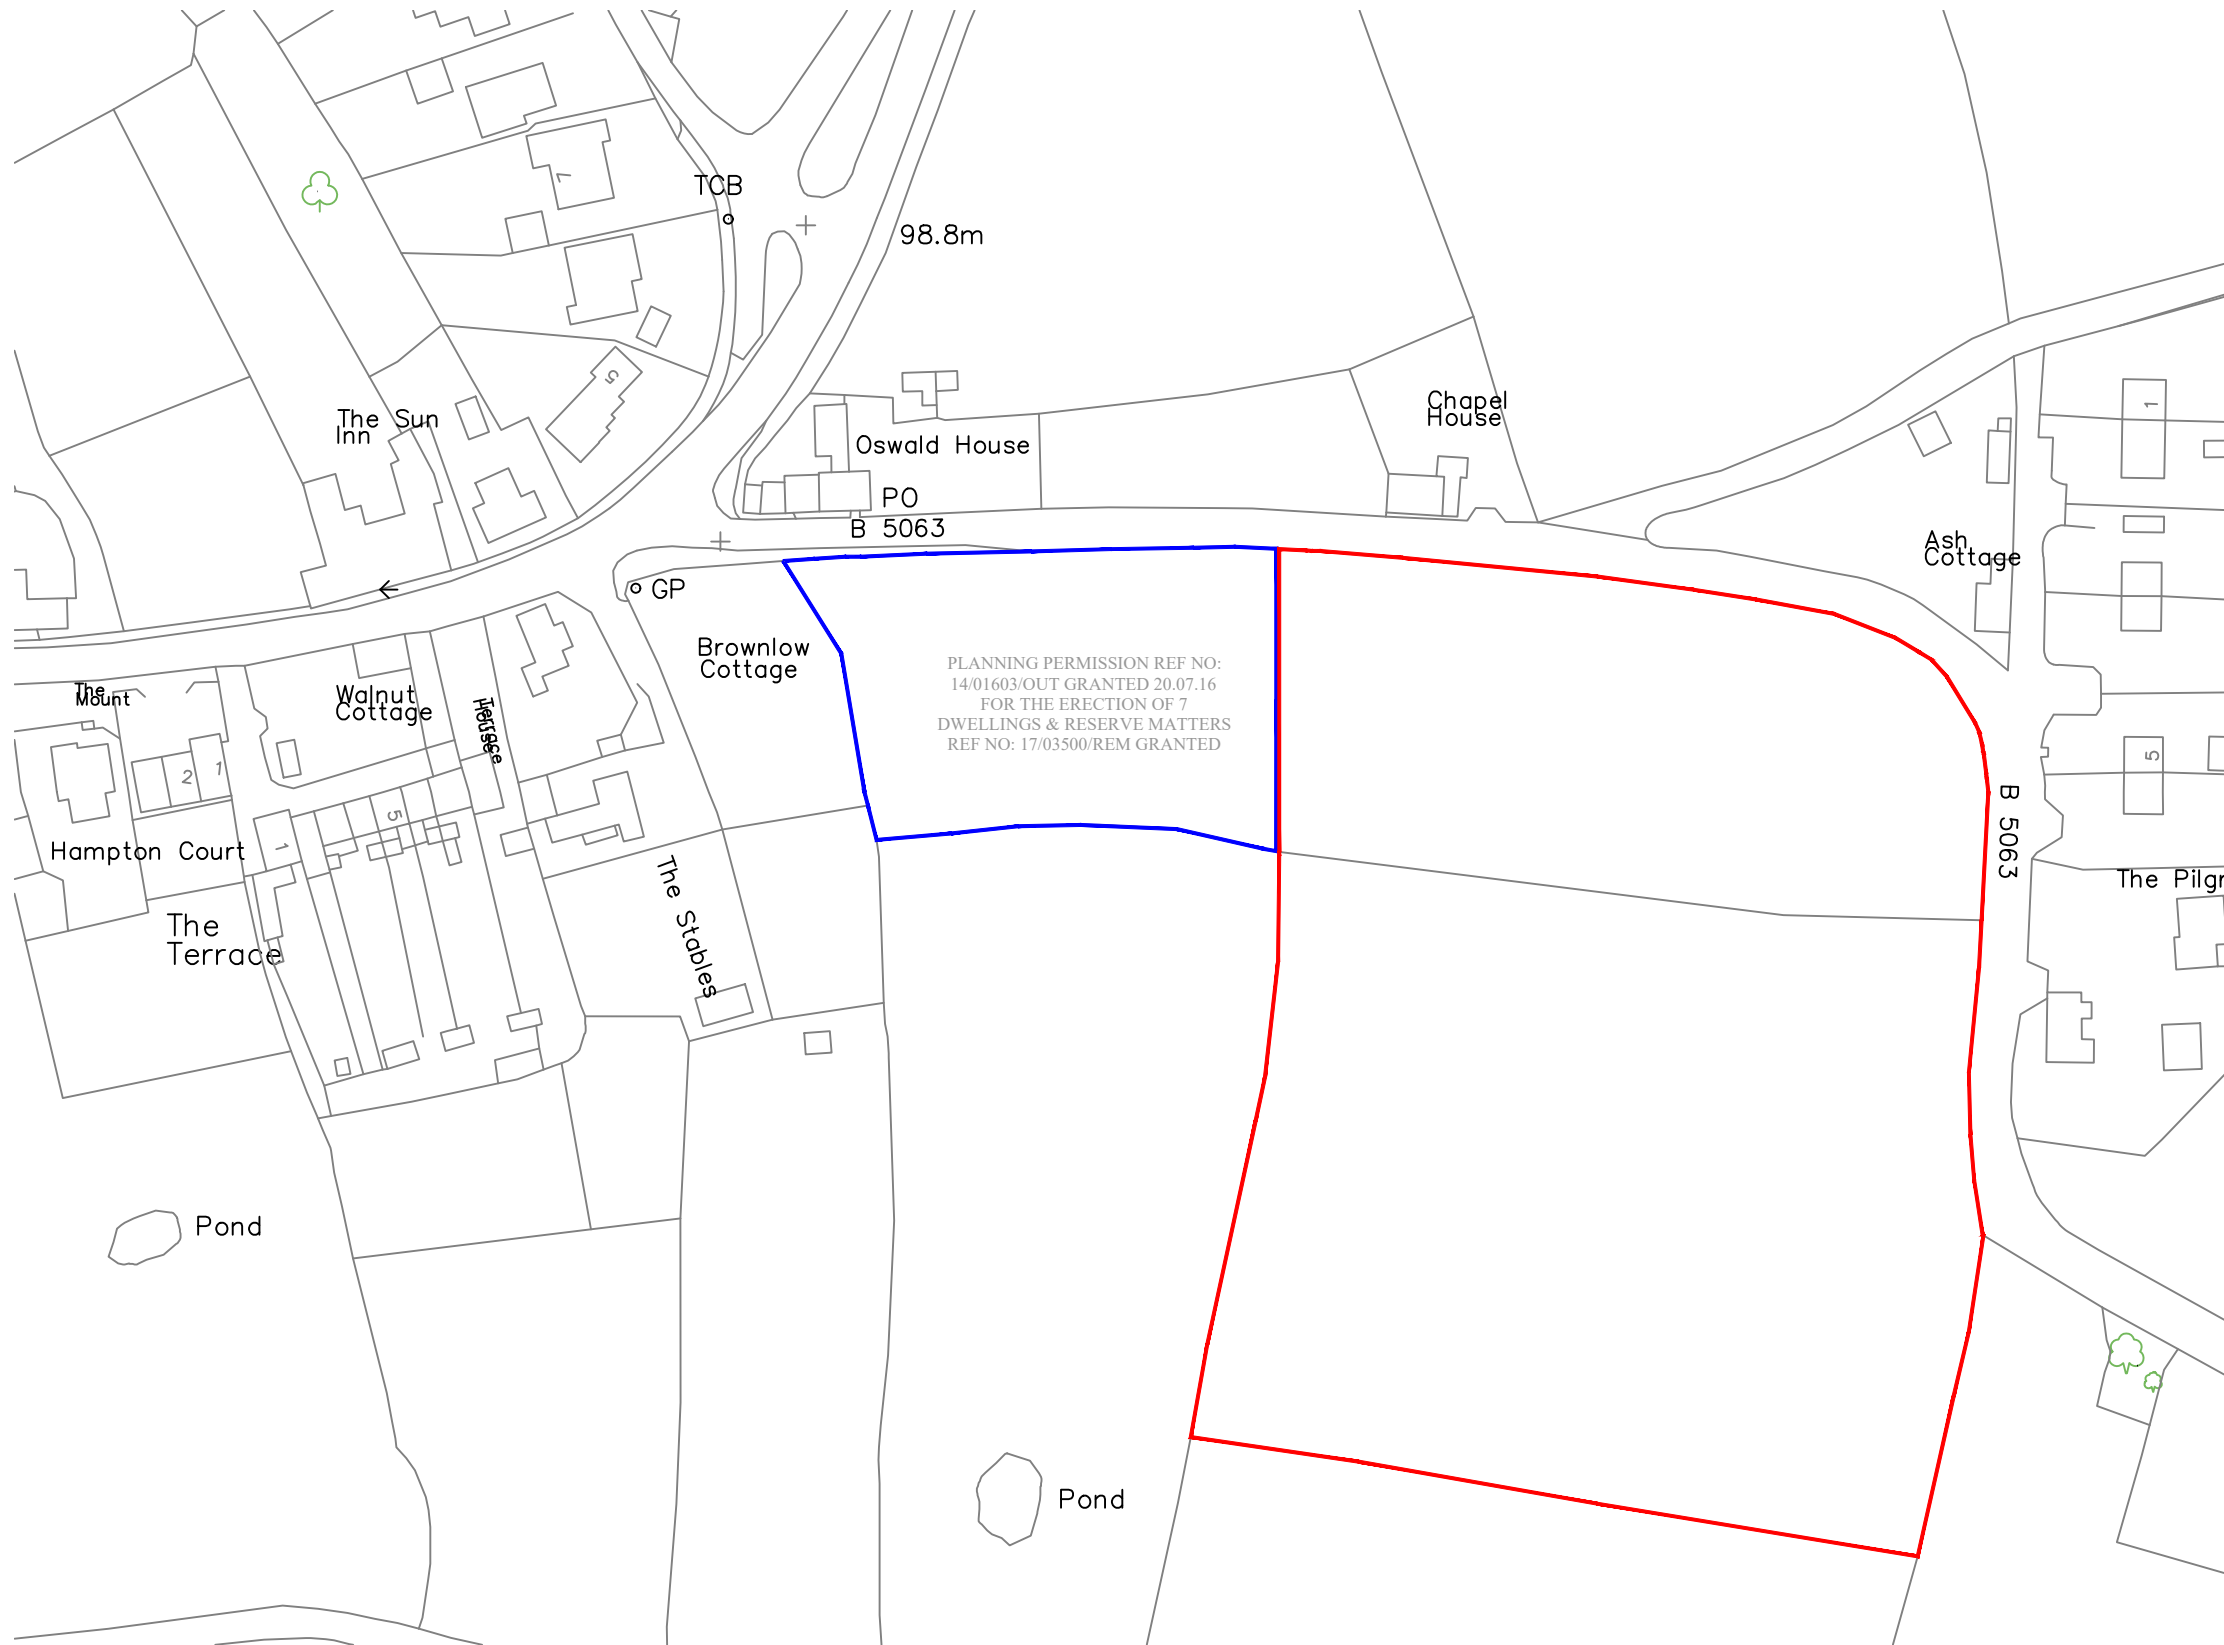 7
TCB
98.8m
5
The Sun
Inn
Oswald House
PO
B 5063
Chapel
House
1
Ash
Cottage
GP
Brownlow
Cottage
PLANNING PERMISSION REF NO:
14/01603/OUT GRANTED 20.07.16
FOR THE ERECTION OF 7
DWELLINGS & RESERVE MATTERS
REF NO: 17/03500/REM GRANTED
The
Mount
Walnut
Cottage
Terrace
House
2
1
5
1
Hampton Court
The
Terrace
The Stables
5
B 5063
The Pilgr
Pond
Pond